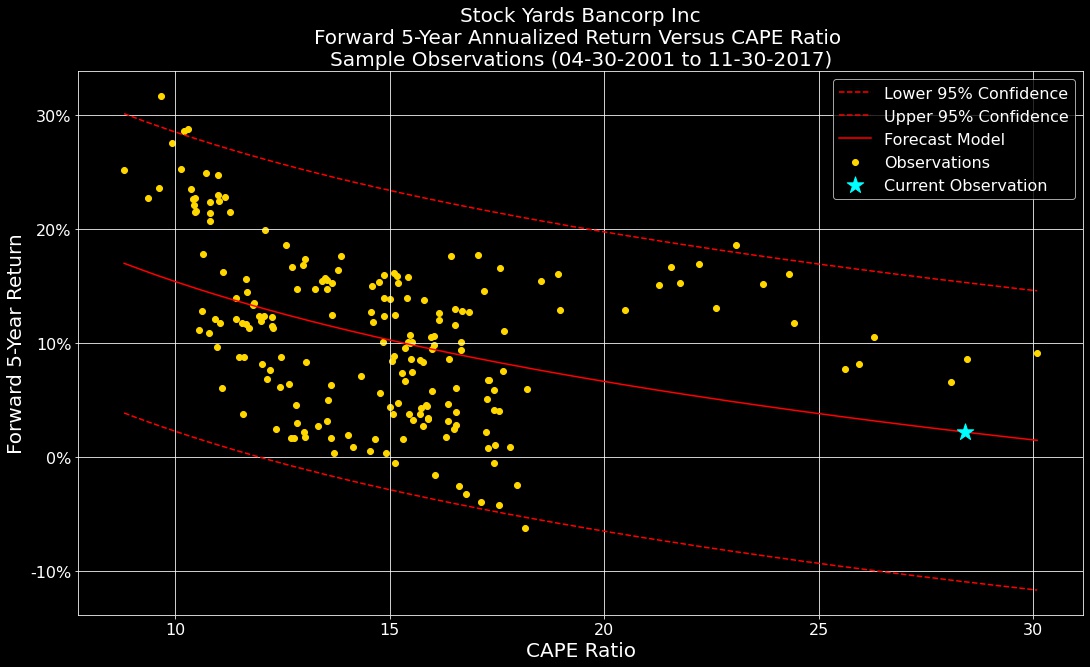 Stock Yards Bancorp Inc
Forward 5-Year Annualized Return Versus CAPE Ratio
Sample Observations (04-30-2001 to 11-30-2017)
Lower 95% Confidence
Upper 95% Confidence
Forecast Model
Observations
Current Observation
Forward 5-Year Return
30%
20%
10%
0%
-10%
10
15
20
25
30
CAPE Ratio